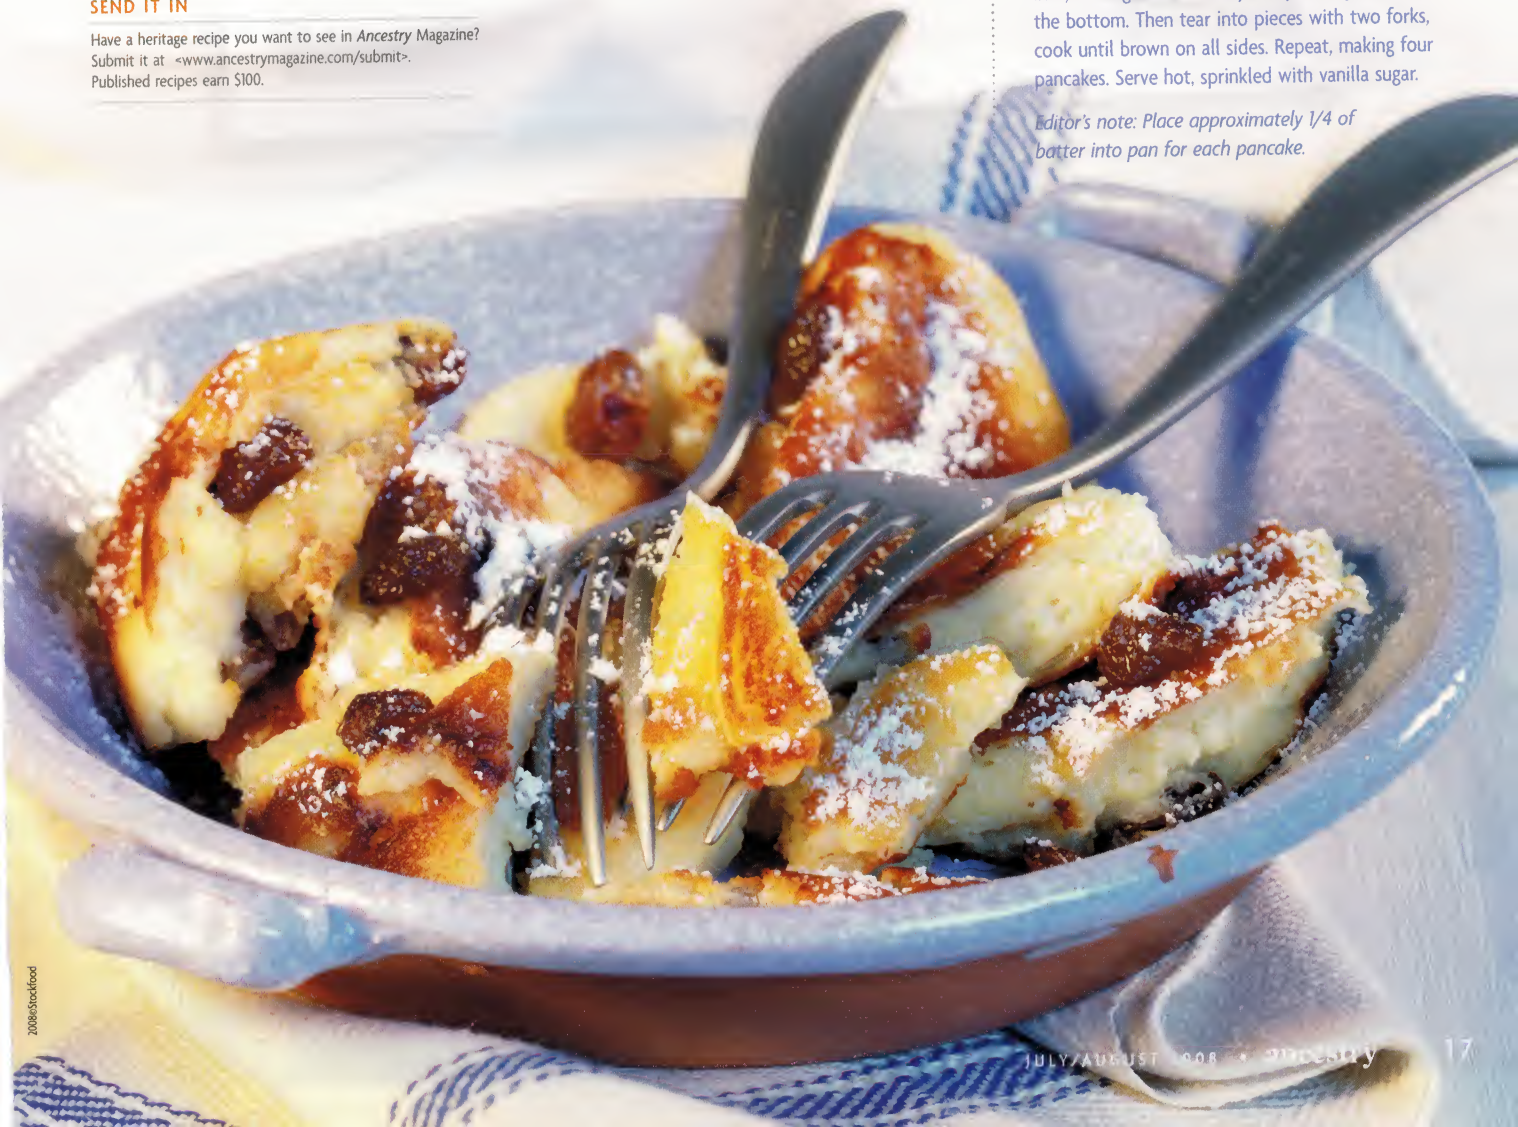 SEND IT IN
Have a heritage recipe you want to see in Ancestry Magazine?
Submit it at <www.ancestrymagazine.com/submit>.
Published recipes earn $100.
the bottom. Then tear into pieces with two forks,
cook until brown on all sides. Repeat, making four
pancakes. Serve hot, sprinkled with vanilla sugar.
Editor's note: Place approximately 1/4 of
batter into pan for each pancake.
2008©Stockfood
JULY/AUGUST 2008 • ancestry 17